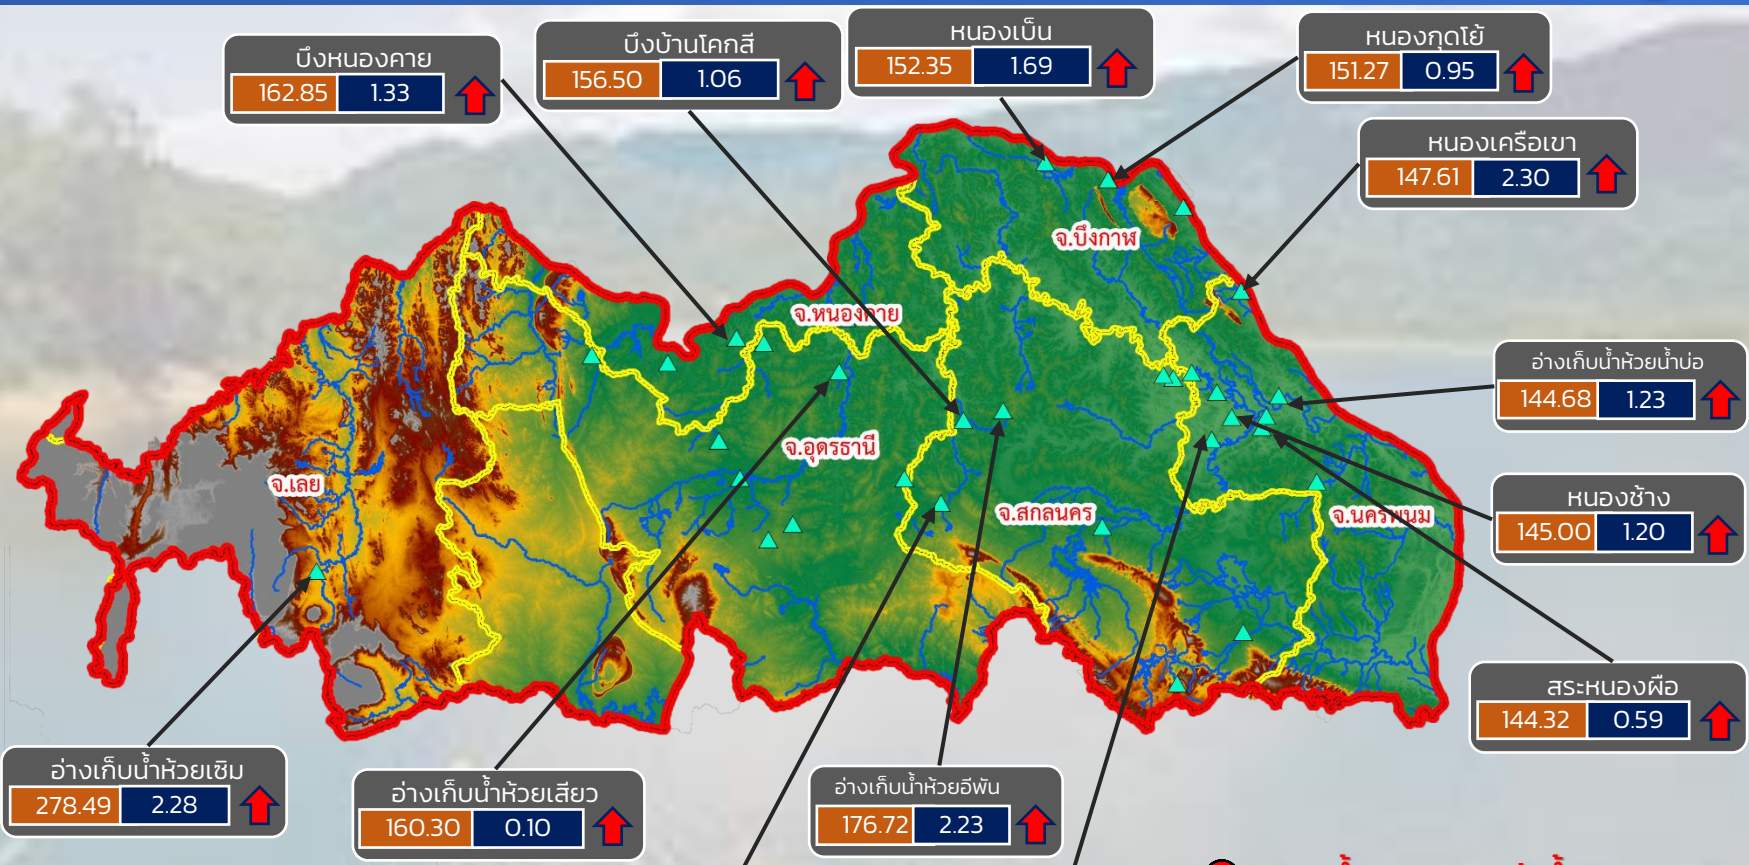 บึงหนองคาย
162.85 1.33
บึงบ้านโคกสี
156.50 1.06
หนองเบ็น
152.35 1.69
หนองกุดโย้
151.27 0.95
หนองเครือเขา
147.61 2.30
จ.บึงกาฬ
จ.หนองคาย
อ่างเก็บน้ำห้วยน้ำบ่อ
144.68 1.23
จ.อุดรธานี
จ.เลย
จ.สกลนคร
จ.นครพนม
หนองช้าง
145.00 1.20
สระหนองผือ
144.32 0.59
อ่างเก็บน้ำห้วยเซิม
278.49 2.28
อ่างเก็บน้ำห้วยเสียว
160.30 0.10
อ่างเก็บน้ำห้วยอีพัน
176.72 2.23